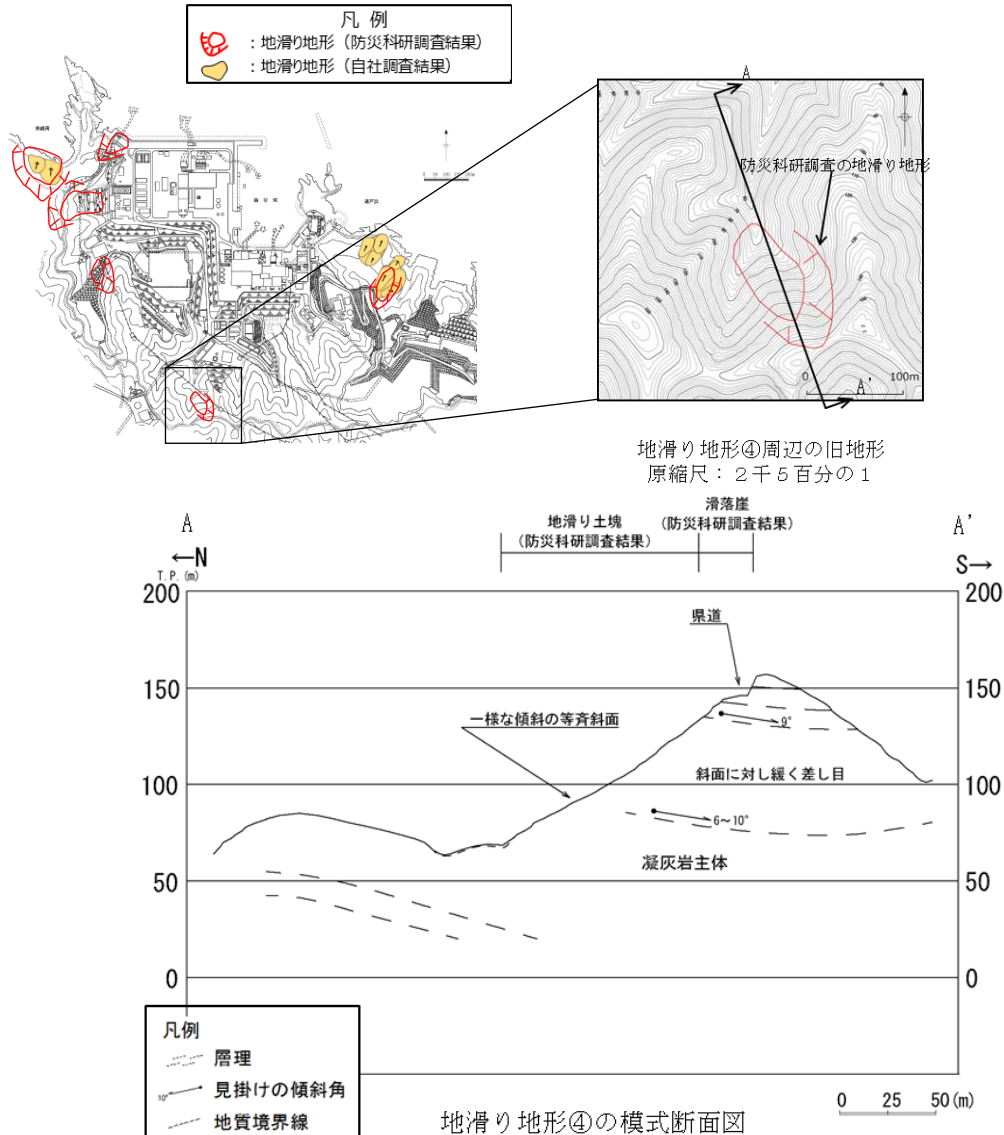 凡 例
：地滑り地形（防災科研調査結果）
：地滑り地形（自社調査結果）
A
防災科研調査の地滑り地形
0 100m
A'
地滑り地形④周辺の旧地形
原縮尺：２千５百分の１
A
←N
T.P.(m)
地滑り土塊
(防災科研調査結果)
滑落崖
(防災科研調査結果)
A'
S→
200
200
県道
150
150
一様な傾斜の等斉斜面
9°
斜面に対し緩く差し目
100
100
6〜10°
凝灰岩主体
50
50
0
0
凡例
層理
10°
見掛けの傾斜角
地質境界線
地滑り地形④の模式断面図
0 25 50(m)